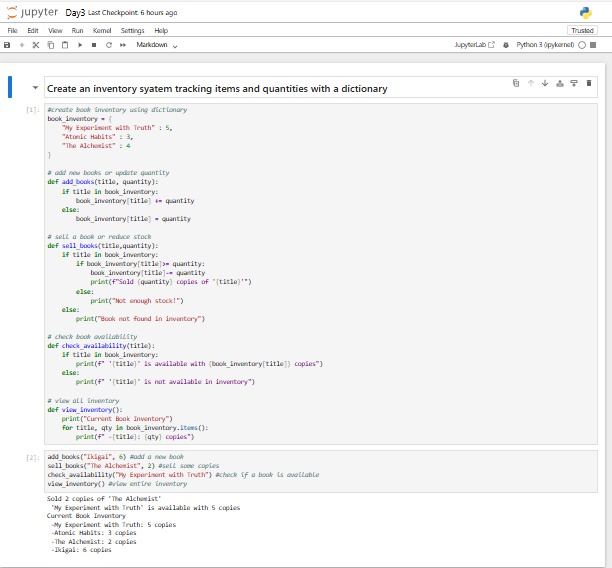 jupyter Day3 Last Checkpoint: 6 hours ago
File Edit View Run Kernel Settings Help
Trusted
Markdown
JupyterLab
Python 3 (ipykernel)
Create an inventory syatem tracking items and quantities with a dictionary
[1]:
#create book inventory using dictionary
book_inventory = {
"My Experiment with Truth" : 5,
"Atomic Habits" : 3,
"The Alchemist" : 4
}
# add new books or update quantity
def add_books(title, quantity):
if title in book_inventory:
book_inventory[title] += quantity
else:
book_inventory[title] = quantity
# sell a book or reduce stock
def sell_books(title,quantity):
if title in book_inventory:
if book_inventory[title]>= quantity:
book_inventory[title]-= quantity
print(f"Sold {quantity} copies of '{title}'")
else:
print("Not enough stock!")
else:
print("Book not found in inventory")
# check book availability
def check_availability(title):
if title in book_inventory:
print(f" '{title}' is available with {book_inventory[title]} copies")
else:
print(f" '{title}' is not available in inventory")
# view all inventory
def view_inventory():
print("Current Book Inventory")
for title, qty in book_inventory.items():
print(f" -{title}: {qty} copies")
[2]:
add_books("Ikigai", 6) #add a new book
sell_books("The Alchemist", 2) #sell some copies
check_availability("My Experiment with Truth") #check if a book is available
view_inventory() #view entire inventory
Sold 2 copies of 'The Alchemist'
'My Experiment with Truth' is available with 5 copies
Current Book Inventory
-My Experiment with Truth: 5 copies
-Atomic Habits: 3 copies
-The Alchemist: 2 copies
-Ikigai: 6 copies